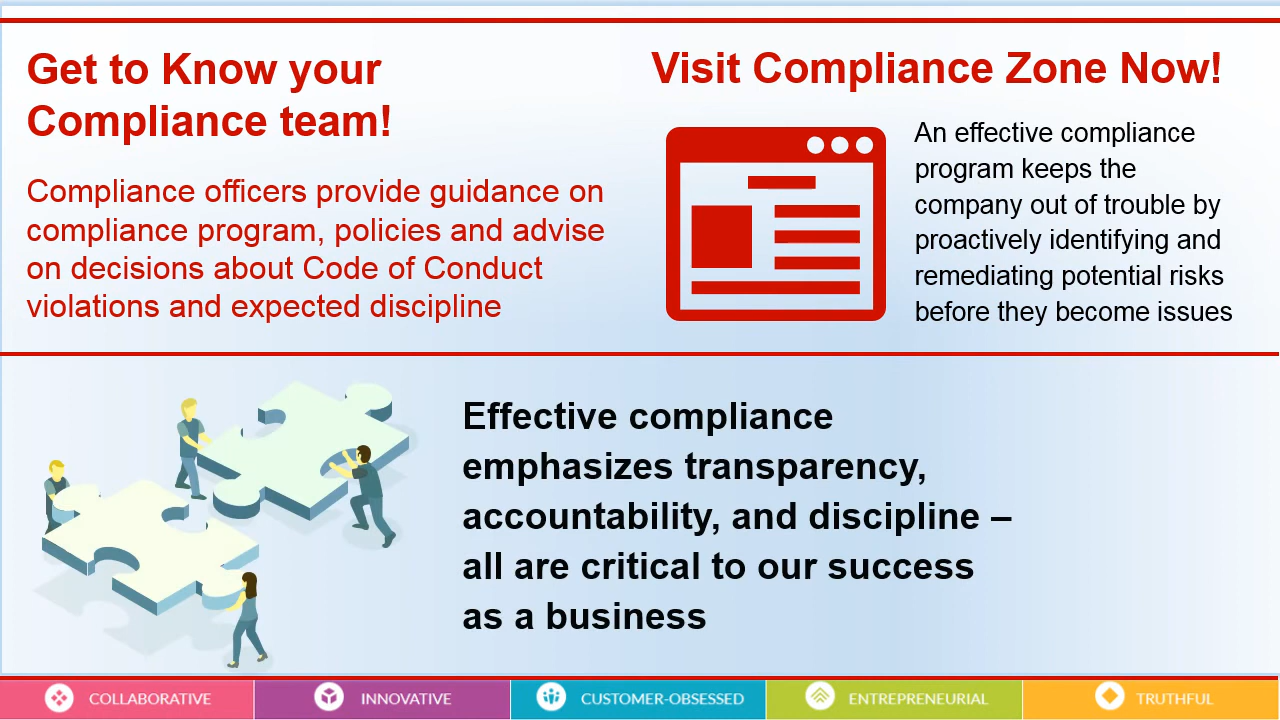 Get to Know your
Compliance team!
Compliance officers provide guidance on
compliance program, policies and advise
on decisions about Code of Conduct
violations and expected discipline
Visit Compliance Zone Now!
An effective compliance
program keeps the
company out of trouble by
proactively identifying and
remediating potential risks
before they become issues
Effective compliance
emphasizes transparency,
accountability, and discipline –
all are critical to our success
as a business
COLLABORATIVE
INNOVATIVE
CUSTOMER-OBSESSED
ENTREPRENEURIAL
TRUTHFUL